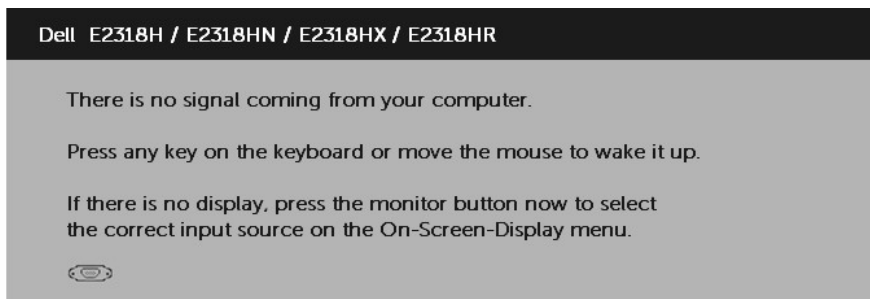 Dell E2318H / E2318HN / E2318HX / E2318HR
There is no signal coming from your computer.
Press any key on the keyboard or move the mouse to wake it up.
If there is no display, press the monitor button now to select
the correct input source on the On-Screen-Display menu.